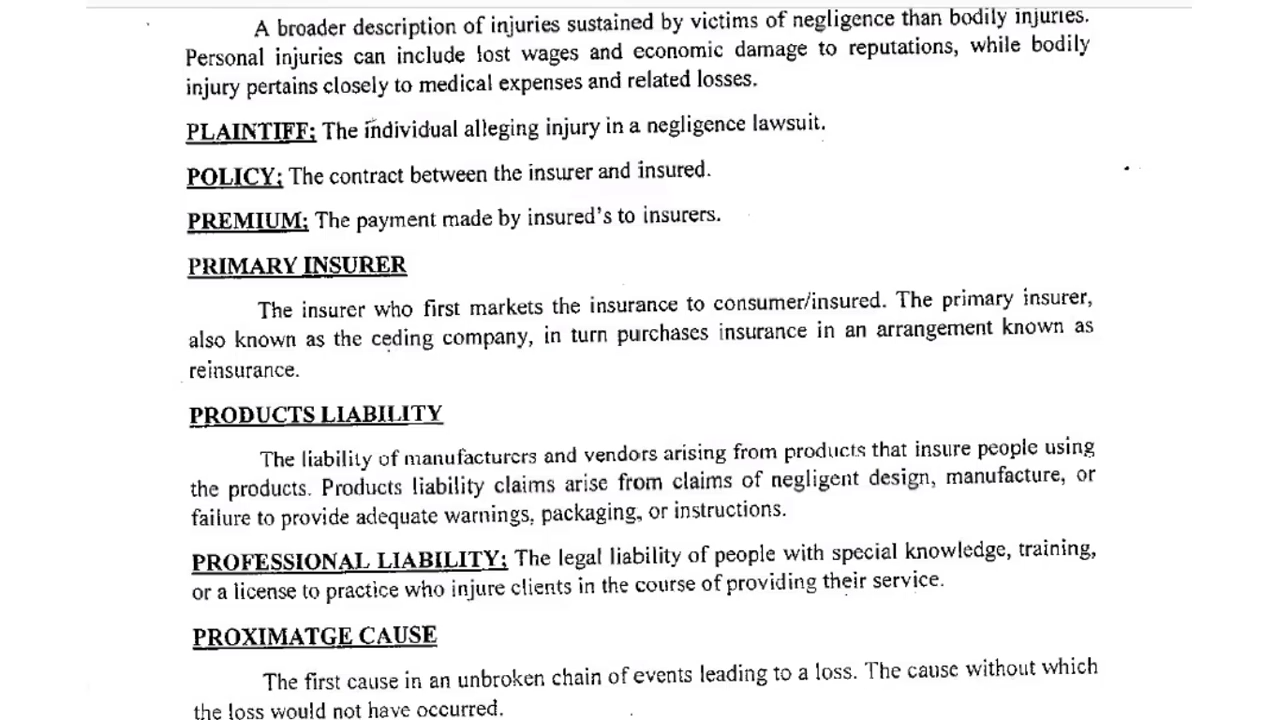 A broader description of injuries sustained by victims of negligence than bodily injuries.
Personal injuries can include lost wages and economic damage to reputations, while bodily
injury pertains closely to medical expenses and related losses.
PLAINTIFF; The individual alleging injury in a negligence lawsuit.
POLICY; The contract between the insurer and insured.
PREMIUM; The payment made by insured's to insurers.
PRIMARY INSURER
The insurer who first markets the insurance to consumer/insured. The primary insurer,
also known as the ceding company, in turn purchases insurance in an arrangement known as
reinsurance.
PRODUCTS LIABILITY
The liability of manufacturers and vendors arising from products that insure people using
the products. Products liability claims arise from claims of negligent design, manufacture, or
failure to provide adequate warnings, packaging, or instructions.
PROFESSIONAL LIABILITY; The legal liability of people with special knowledge, training,
or a license to practice who injure clients in the course of providing their service.
PROXIMATGE CAUSE
The first cause in an unbroken chain of events leading to a loss. The cause without which
the loss would not have occurred.